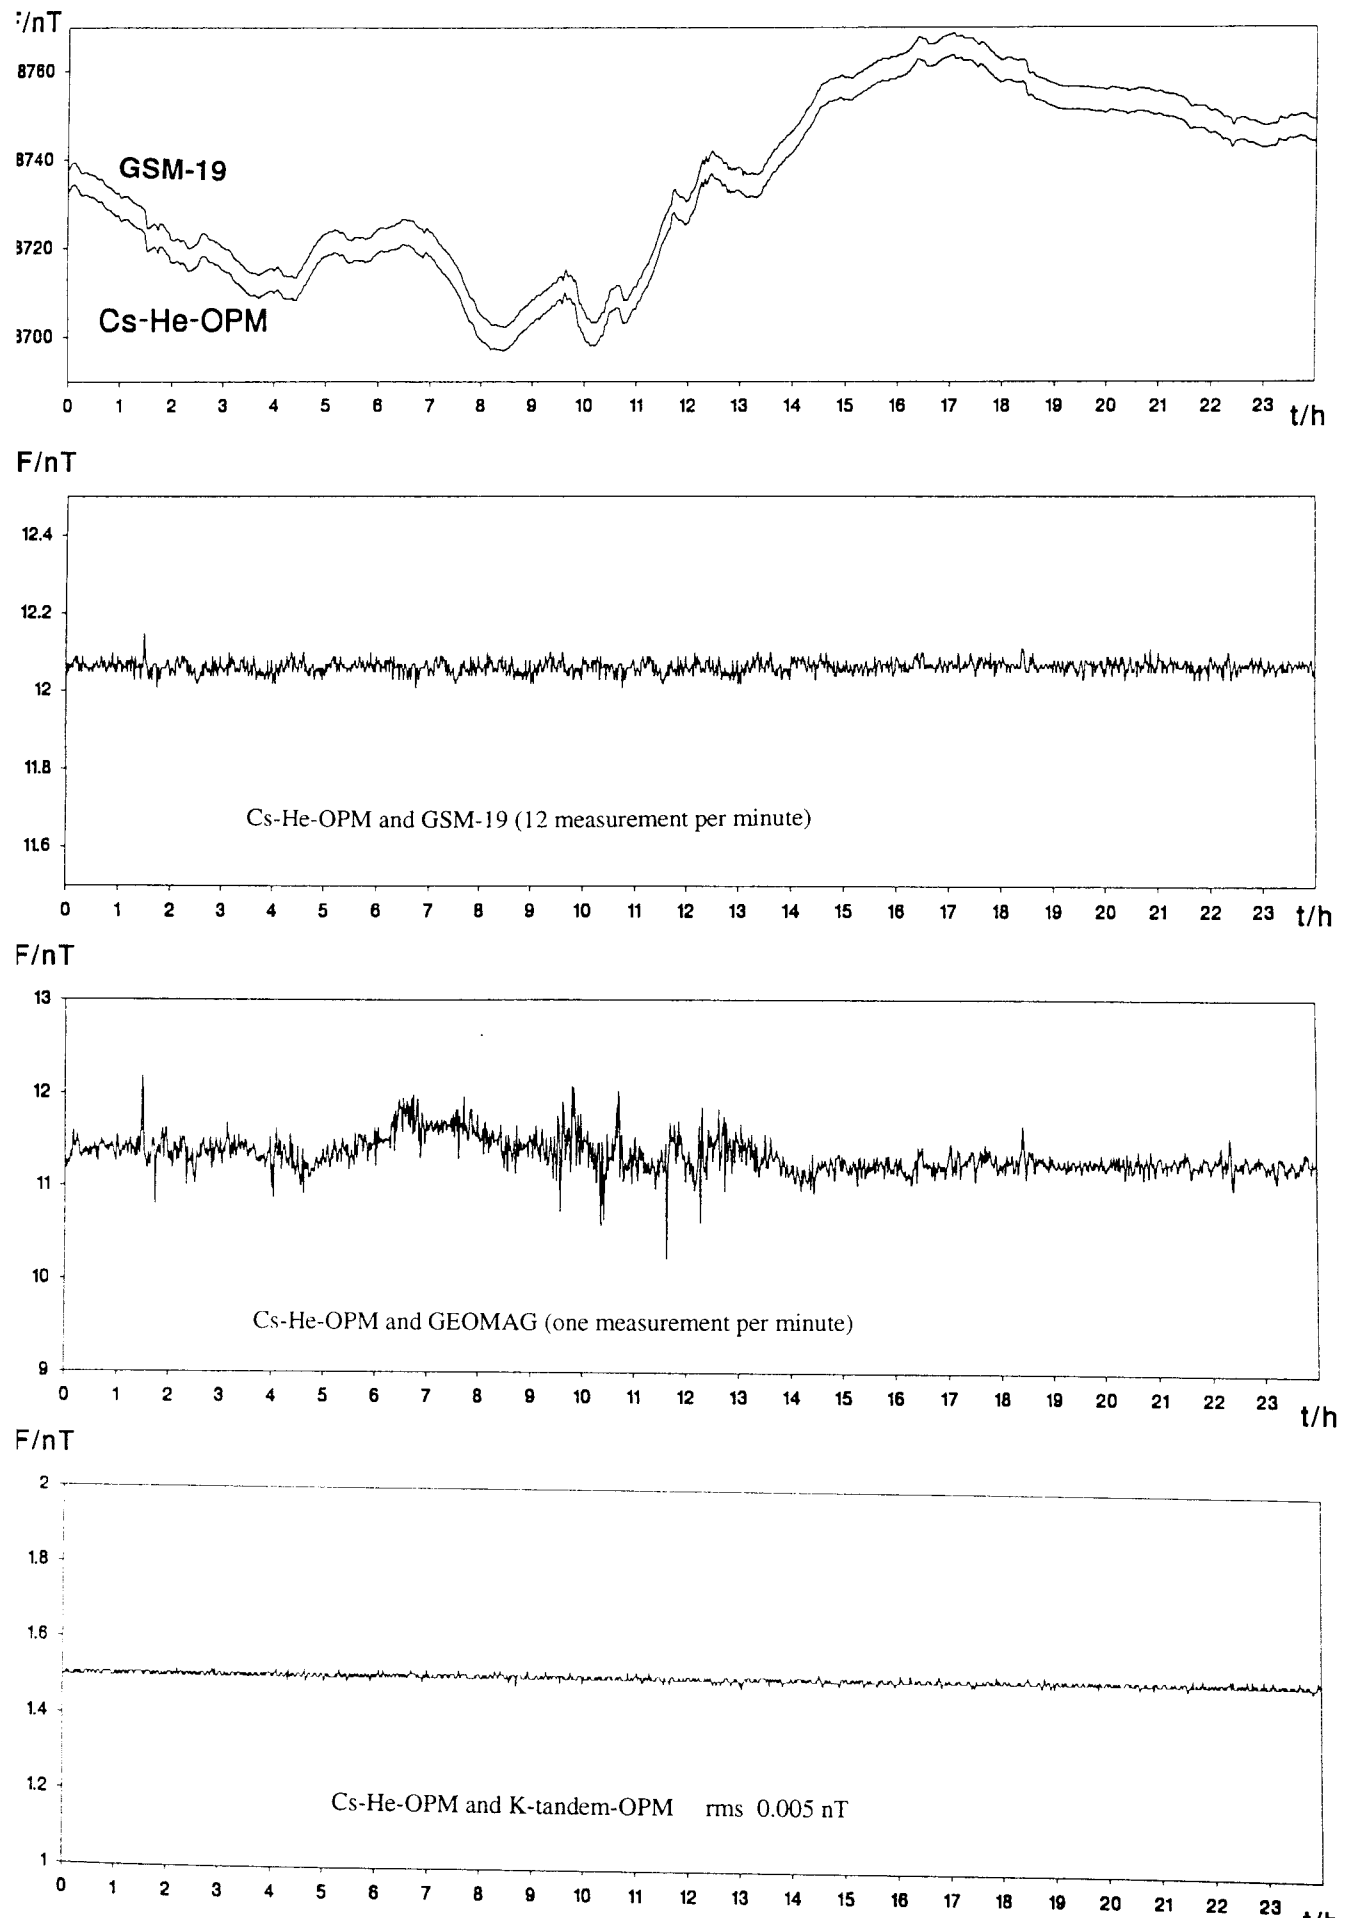 F/nT
8760
8740
GSM-19
8720
Cs-He-OPM
8700
0 1 2 3 4 5 6 7 8 9 10 11 12 13 14 15 16 17 18 19 20 21 22 23 t/h
F/nT
12.4
12.2
12
11.8
Cs-He-OPM and GSM-19 (12 measurement per minute)
11.6
0 1 2 3 4 5 6 7 8 9 10 11 12 13 14 15 16 17 18 19 20 21 22 23 t/h
F/nT
13
12
11
10
Cs-He-OPM and GEOMAG (one measurement per minute)
9
0 1 2 3 4 5 6 7 8 9 10 11 12 13 14 15 16 17 18 19 20 21 22 23 t/h
F/nT
2
1.8
1.6
1.4
1.2
Cs-He-OPM and K-tandem-OPM rms 0.005 nT
1
0 1 2 3 4 5 6 7 8 9 10 11 12 13 14 15 16 17 18 19 20 21 22 23
t/h